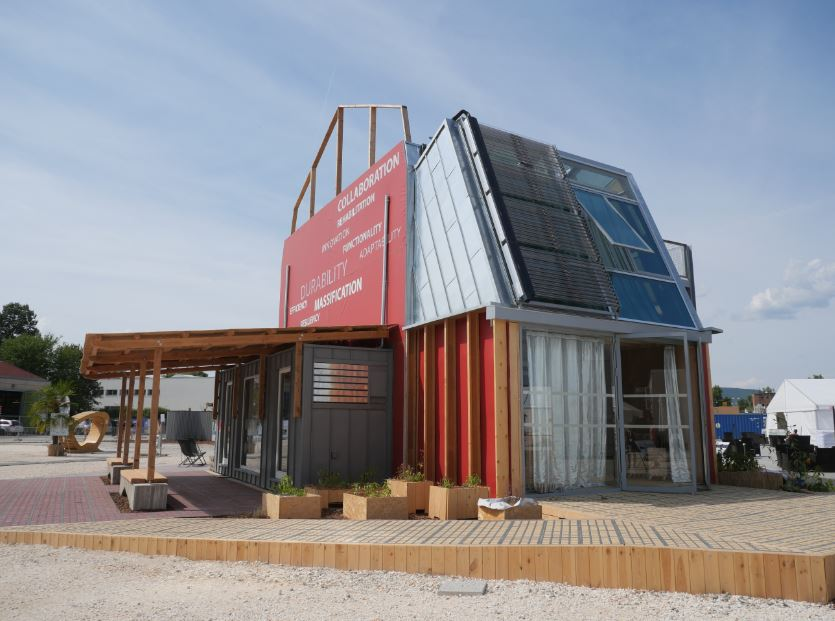 COLLABORATION
REHABILITATION
INNOVATION
FUNCTIONALITY
ADAPTABILITY
DURABILITY
EFFICIENCY
MASSIFICATION
RESILIENCY